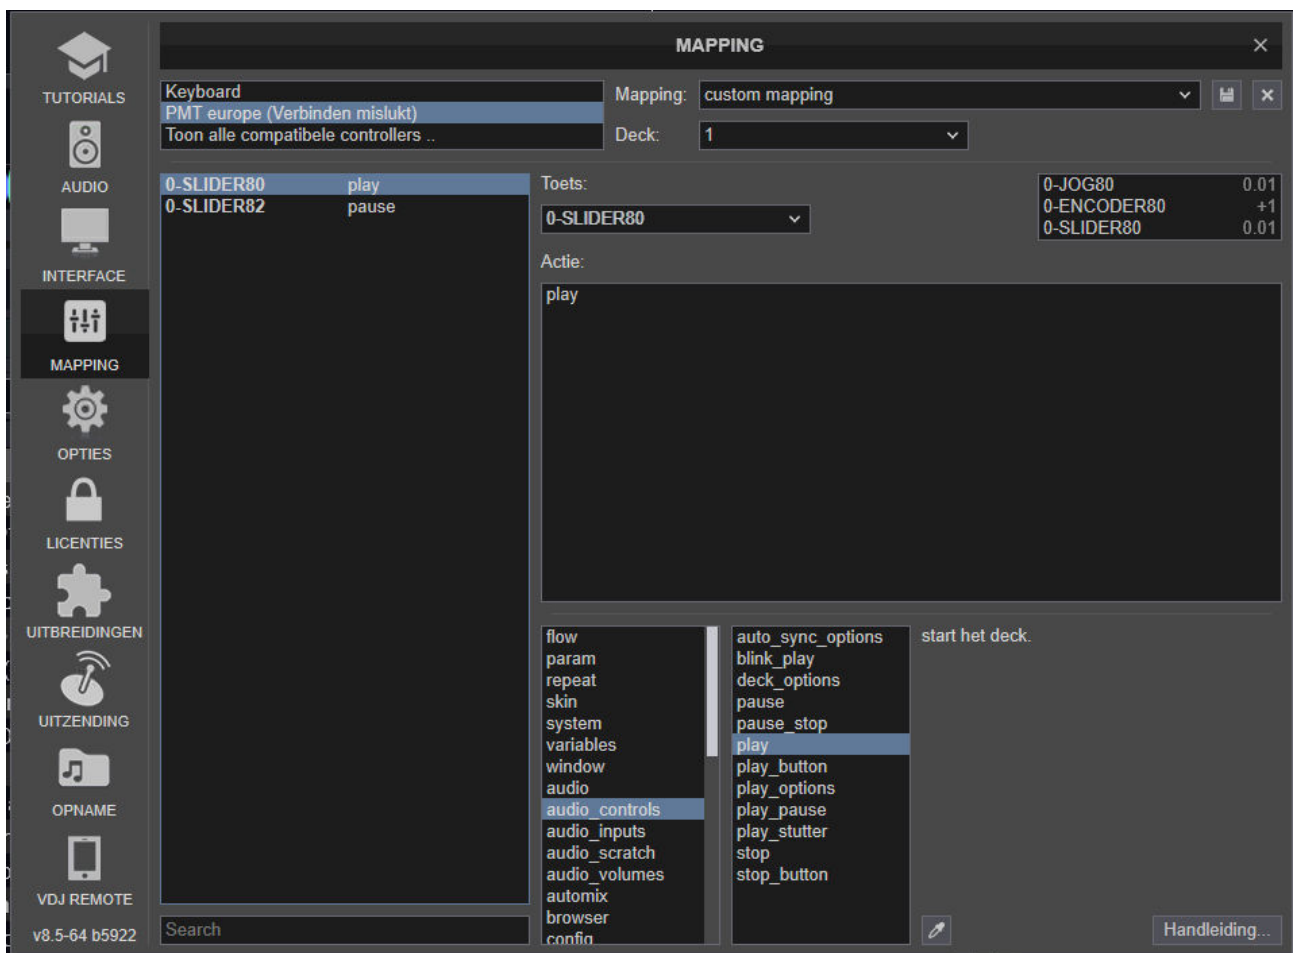 MAPPING
TUTORIALS
AUDIO
INTERFACE
MAPPING
OPTIES
LICENTIES
UITBREIDINGEN
UITZENDING
OPNAME
VDJ REMOTE
v8.5-64 b5922
Keyboard
PMT europe (Verbinden mislukt)
Toon alle compatibele controllers ..
Mapping: custom mapping
Deck: 1
0-SLIDER80 play
0-SLIDER82 pause
Search
Toets:
0-SLIDER80
0-JOG80 0.01
0-ENCODER80 +1
0-SLIDER80 0.01
Actie:
play
flow
param
repeat
skin
system
variables
window
audio
audio_controls
audio_inputs
audio_scratch
audio_volumes
automix
browser
config
auto_sync_options
blink_play
deck_options
pause
pause_stop
play
play_button
play_options
play_pause
play_stutter
stop
stop_button
start het deck.
Handleiding...